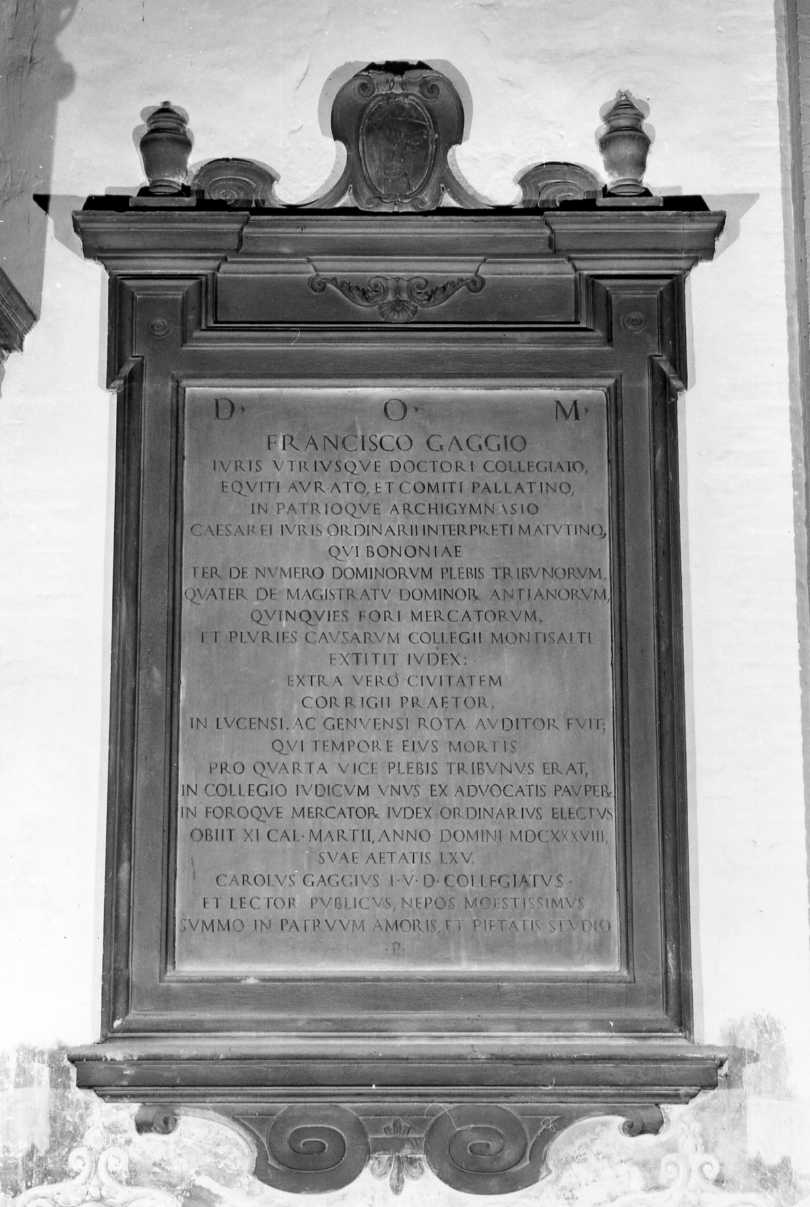 D, O, M,
FRANCISCO GAGGIO
IVRIS VTRIVSQVE DOCTORI COLLEGIATO,
EQVITI AVRATO, ET COMITI PALLATINO,
IN PATRIOQVE ARCHIGYMNASIO
CAESAREI IVRIS ORDINARII INTERPRETI MATVTINO,
QVI BONONIAE
TER DE NVMERO DOMINORVM PLEBIS TRIBVNORVM,
QVATER DE MAGISTRATV DOMINOR ANTIANORVM,
QVINQVIES FORI MERCATORVM,
ET PLVRIES CAVSARVM COLLEGII MONTISALTI
EXTITIT IVDEX:
EXTRA VERÒ CIVITATEM
CORRIGII PRAETOR,
IN LVCENSI, AC GENVENSI ROTA AVDITOR FVIT,
QVI TEMPORE EIVS MORTIS
PRO QVARTA VICE PLEBIS TRIBVNVS ERAT,
IN COLLEGIO IVDICVM VNVS EX ADVOCATIS PAVPER,
IN FOROQVE MERCATOR IVDEX ORDINARIVS ELECTVS
OBIIT XI CAL· MARTII, ANNO DOMINI MDCXXXVIII,
SVAE AETATIS LXV.
CAROLVS GAGGIVS I·V·D·COLLEGIATVS·
ET LECTOR PVBLICVS, NEPOS MOESTISSIMVS
SVMMO IN PATRVVM AMORIS, ET PIETATIS STVDIO
·P·